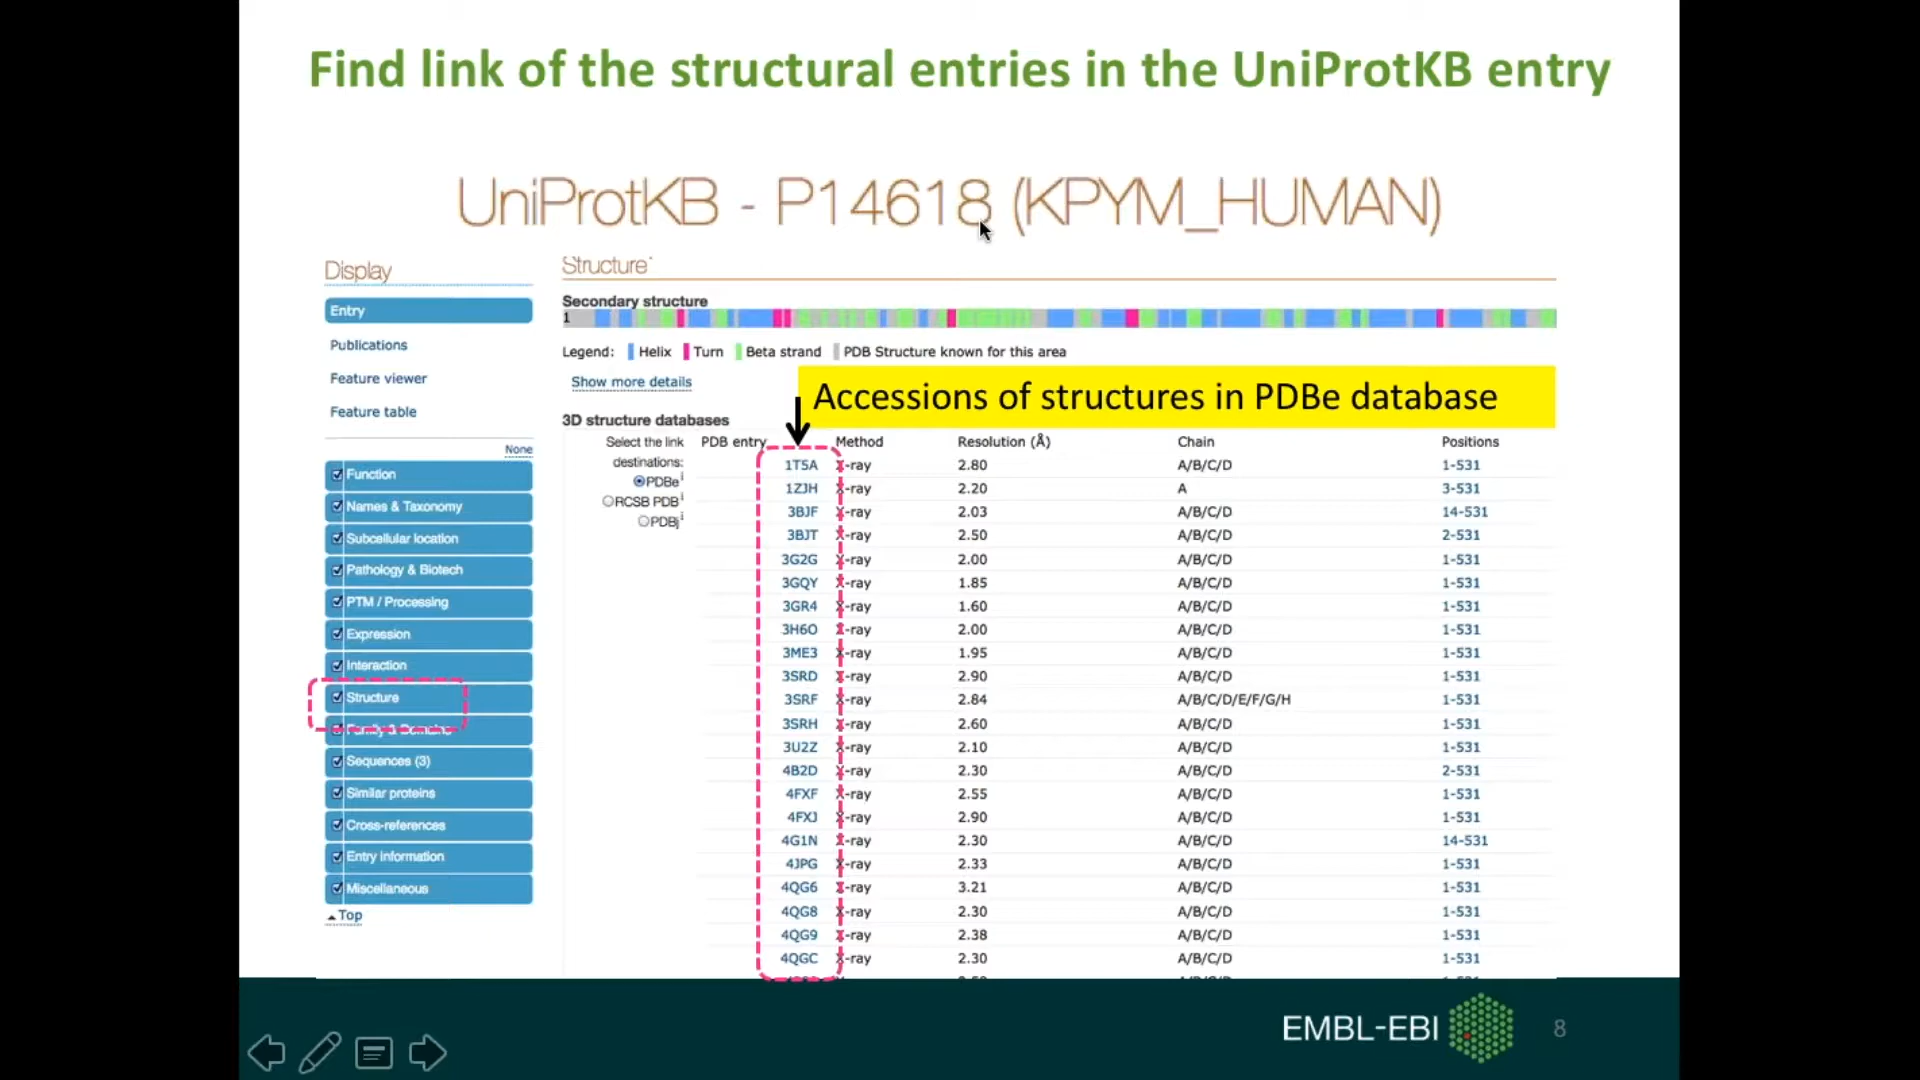 Find link of the structural entries in the UniProtKB entry
UniProtKB - P14618 (KPYM_HUMAN)
Display
Entry
Publications
Feature viewer
Feature table
None
Function
Names & Taxonomy
Subcellular location
Pathology & Biotech
PTM / Processing
Expression
Interaction
Structure
Family & Domains
Sequences (3)
Similar proteins
Cross-references
Entry information
Miscellaneous
Top
Structure
Secondary structure
1
Legend: Helix Turn Beta strand PDB Structure known for this area
Show more details
Accessions of structures in PDBe database
3D structure databases
Select the link destinations:
PDBe
RCSB PDB
PDBj
PDB entry Method Resolution (Å) Chain Positions
1T5A X-ray 2.80 A/B/C/D 1-531
1ZJH X-ray 2.20 A 3-531
3BJF X-ray 2.03 A/B/C/D 14-531
3BJT X-ray 2.50 A/B/C/D 2-531
3G2G X-ray 2.00 A/B/C/D 1-531
3GQY X-ray 1.85 A/B/C/D 1-531
3GR4 X-ray 1.60 A/B/C/D 1-531
3H6O X-ray 2.00 A/B/C/D 1-531
3ME3 X-ray 1.95 A/B/C/D 1-531
3SRD X-ray 2.90 A/B/C/D 1-531
3SRF X-ray 2.84 A/B/C/D/E/F/G/H 1-531
3SRH X-ray 2.60 A/B/C/D 1-531
3U2Z X-ray 2.10 A/B/C/D 1-531
4B2D X-ray 2.30 A/B/C/D 2-531
4FXF X-ray 2.55 A/B/C/D 1-531
4FXJ X-ray 2.90 A/B/C/D 1-531
4G1N X-ray 2.30 A/B/C/D 14-531
4JPG X-ray 2.33 A/B/C/D 1-531
4QG6 X-ray 3.21 A/B/C/D 1-531
4QG8 X-ray 2.30 A/B/C/D 1-531
4QG9 X-ray 2.38 A/B/C/D 1-531
4QGC X-ray 2.30 A/B/C/D 1-531
EMBL-EBI
8